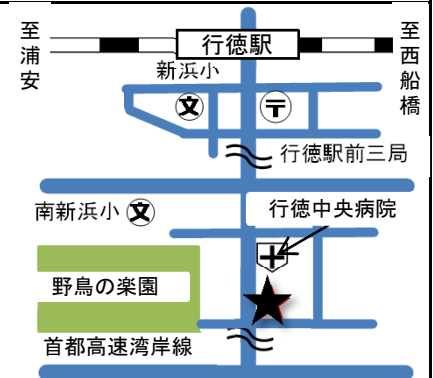 至浦安
行徳駅
至西船橋
新浜小
文
〒
行徳駅前三局
南新浜小
文
行徳中央病院
野鳥の楽園
首都高速湾岸線